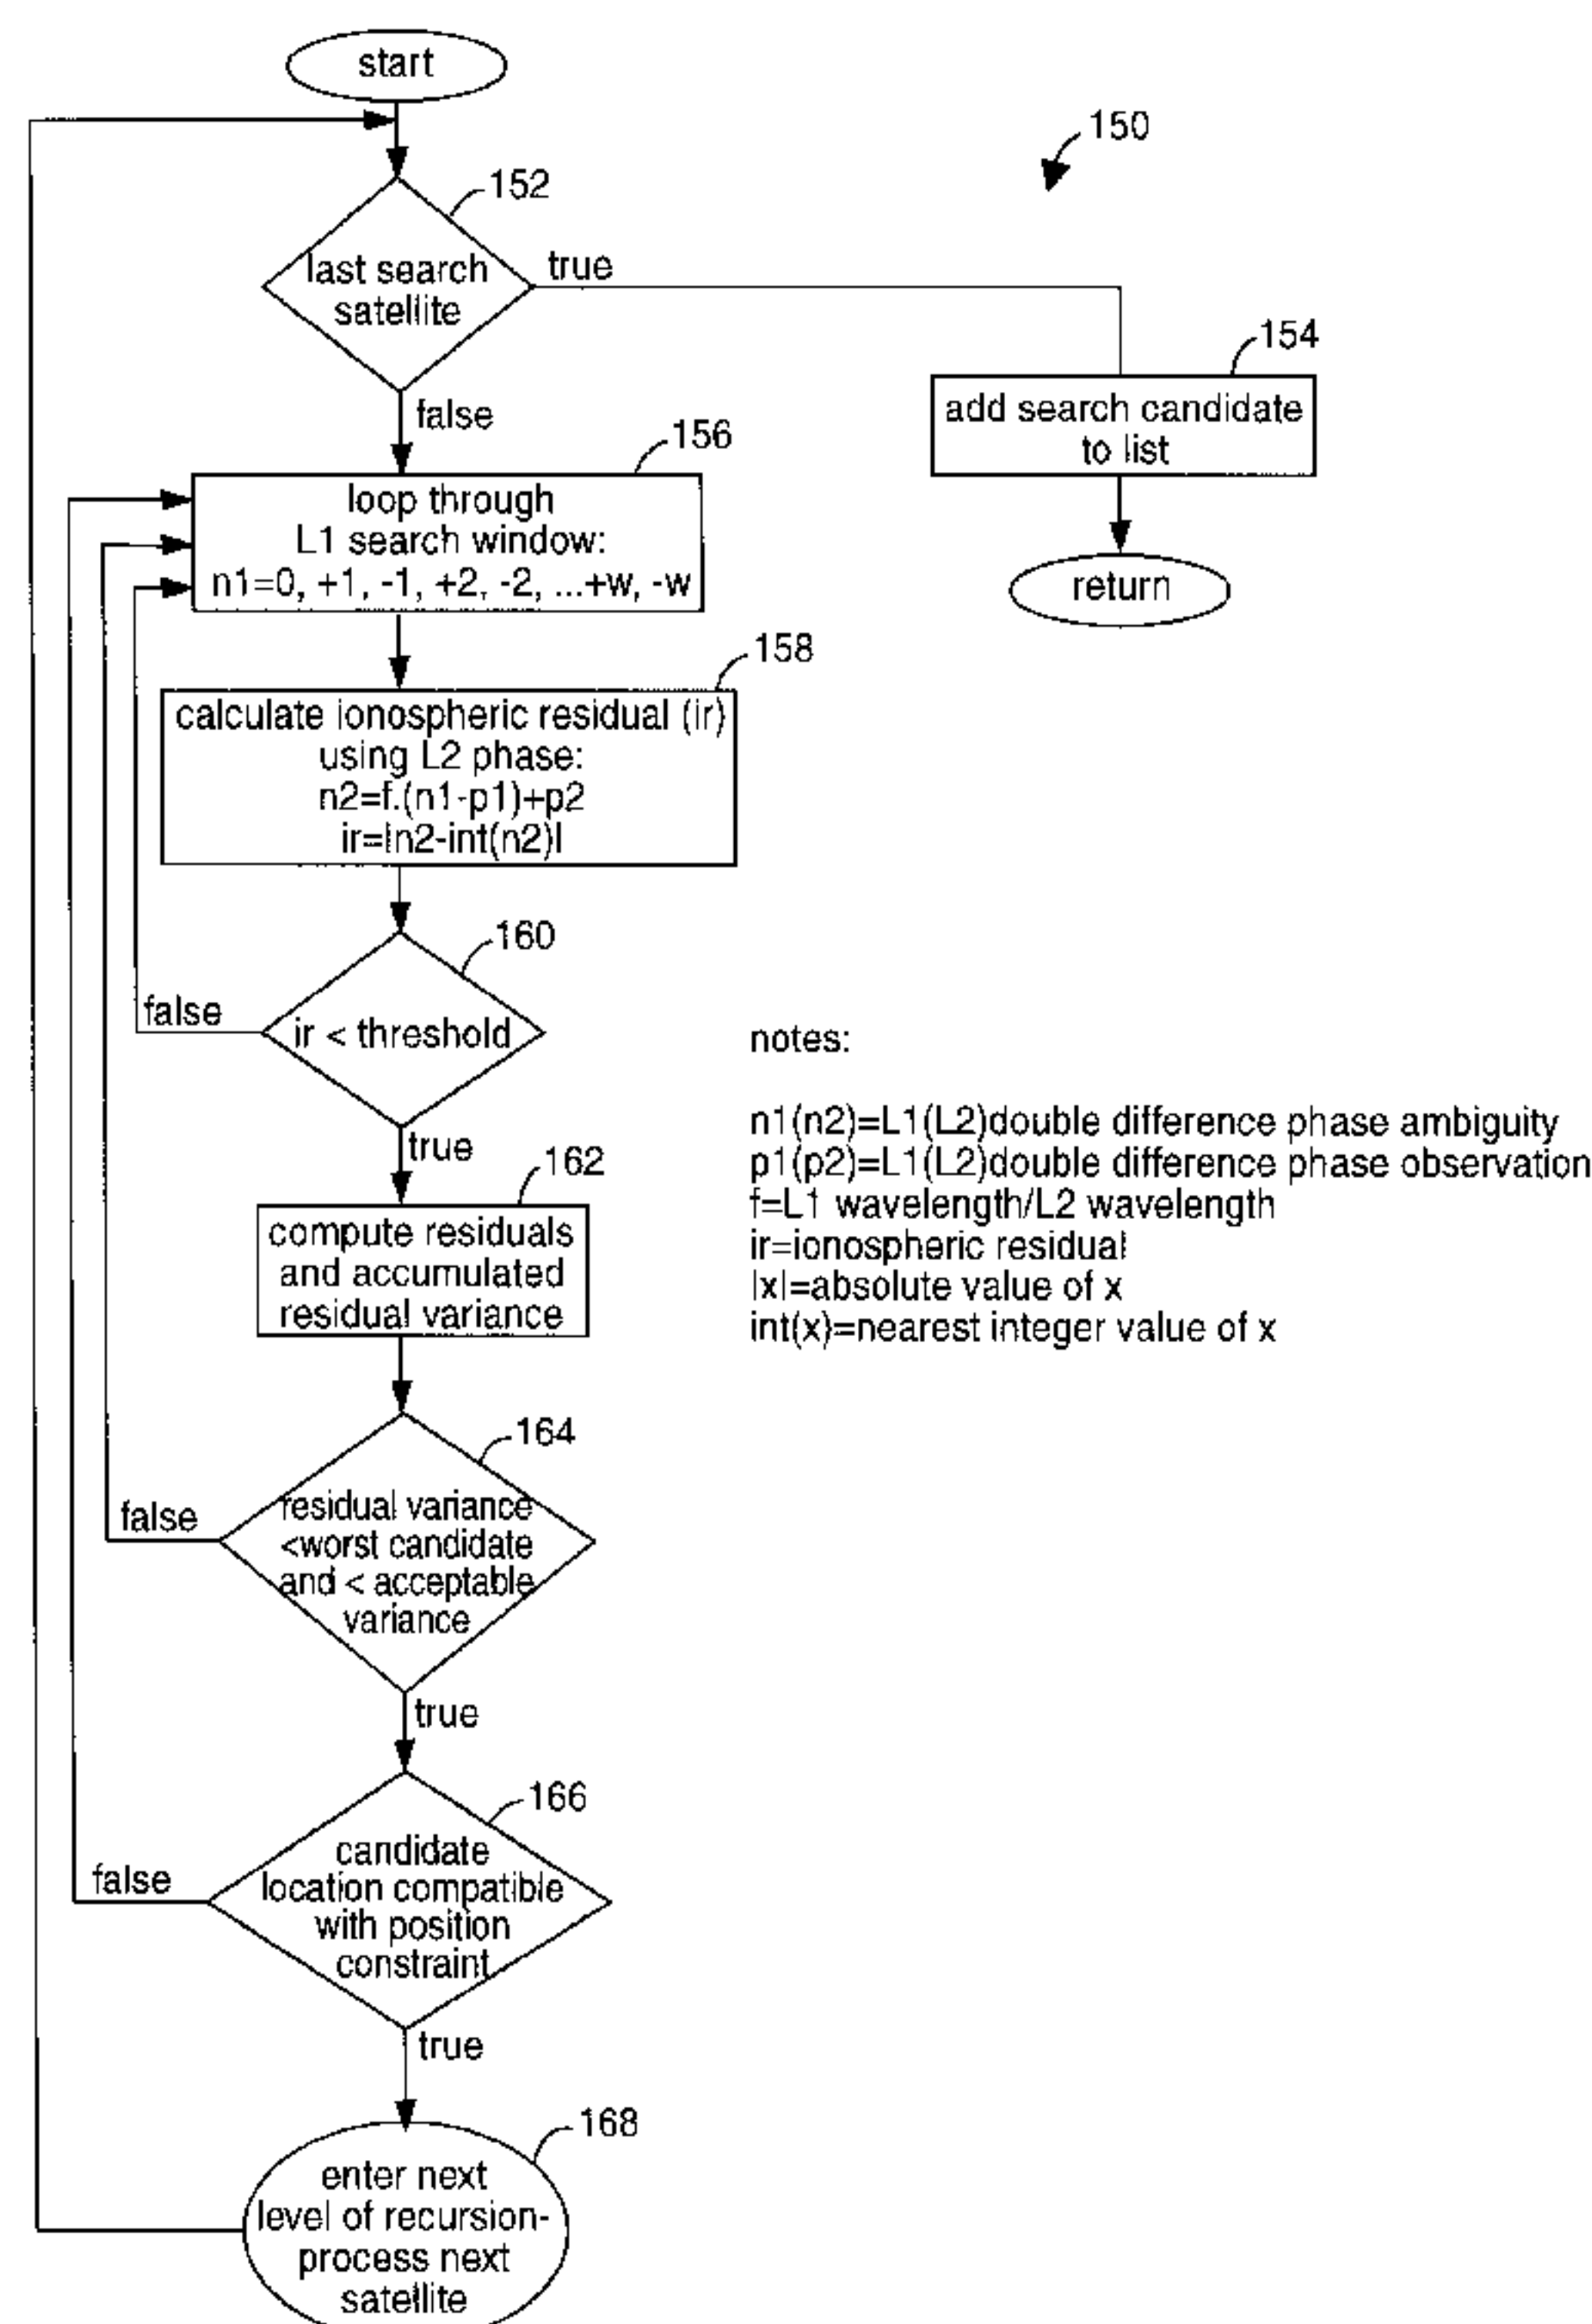 start
150
152
last search
satellite
true
154
add search candidate
to list
return
false
156
loop through
L1 search window:
n1=0, +1, -1, +2, -2, ...+w, -w
158
calculate ionospheric residual (ir)
using L2 phase:
n2=f.(n1-p1)+p2
ir=|n2-int(n2)|
160
false
ir < threshold
true
notes:
n1(n2)=L1(L2)double difference phase ambiguity
p1(p2)=L1(L2)double difference phase observation
f=L1 wavelength/L2 wavelength
ir=ionospheric residual
|x|=absolute value of x
int(x)=nearest integer value of x
162
compute residuals
and accumulated
residual variance
164
false
residual variance
<worst candidate
and < acceptable
variance
true
166
false
candidate
location compatible
with position
constraint
true
168
enter next
level of recursion-
process next
satellite